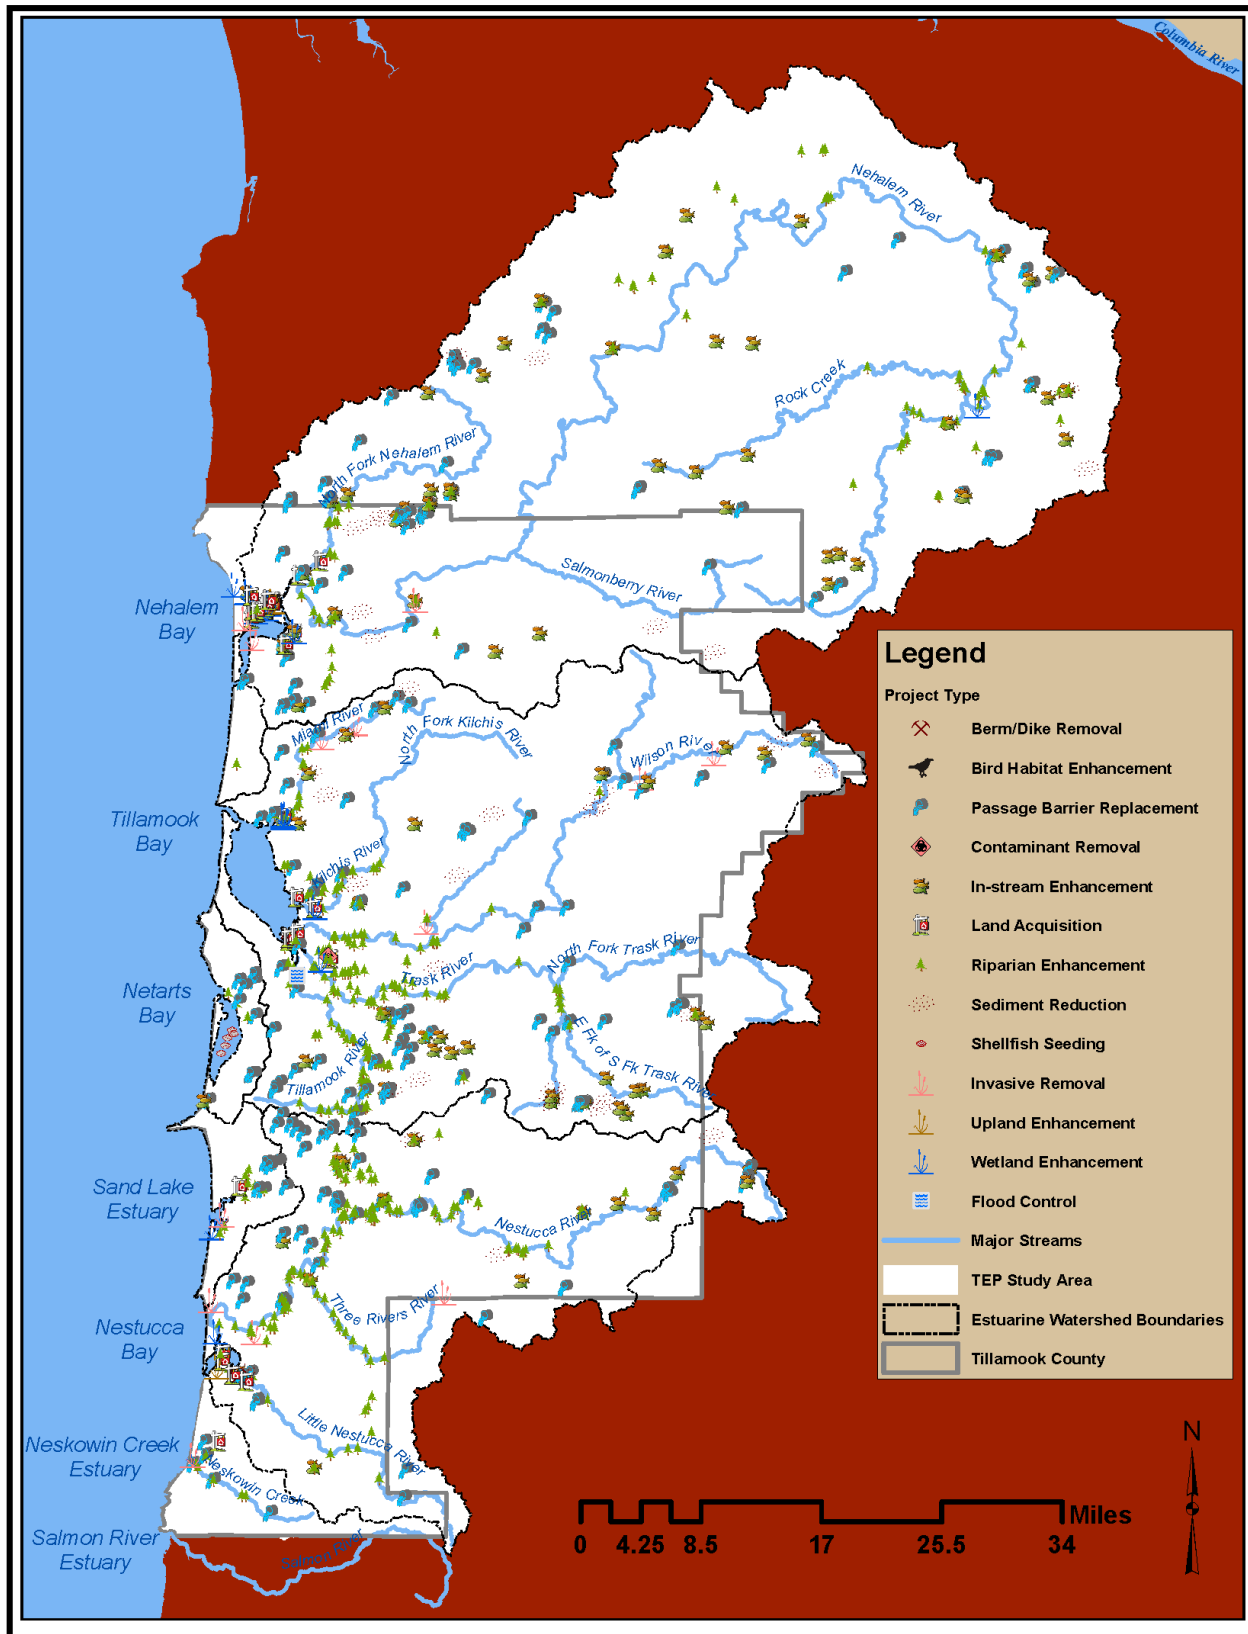 Columbia River
Nehalem River
Rock Creek
North Fork Nehalem River
Salmonberry River
Nehalem
Bay
Miami River
North Fork Kilchis River
Wilson River
Tillamook
Bay
Kilchis River
North Fork Trask River
Trask River
Netarts
Bay
E Fk of S Fk Trask River
Tillamook River
Sand Lake
Estuary
Nestucca River
Three Rivers River
Nestucca
Bay
Little Nestucca River
Neskowin Creek
Estuary
Neskowin Creek
Salmon River
Estuary
Salmon River
Legend
Project Type
Berm/Dike Removal
Bird Habitat Enhancement
Passage Barrier Replacement
Contaminant Removal
In-stream Enhancement
Land Acquisition
Riparian Enhancement
Sediment Reduction
Shellfish Seeding
Invasive Removal
Upland Enhancement
Wetland Enhancement
Flood Control
Major Streams
TEP Study Area
Estuarine Watershed Boundaries
Tillamook County
N
Miles
0 4.25 8.5 17 25.5 34